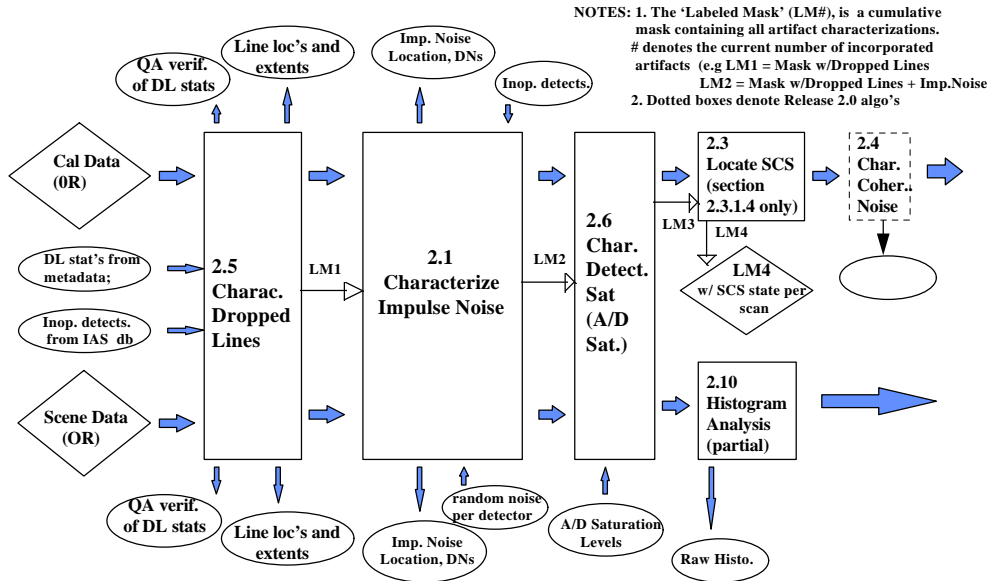 NOTES: 1. The ‘Labeled Mask’ (LM#), is a cumulative
mask containing all artifact characterizations.
# denotes the current number of incorporated
artifacts (e.g LM1 = Mask w/Dropped Lines
LM2 = Mask w/Dropped Lines + Imp.Noise
2. Dotted boxes denote Release 2.0 algo's
QA verif.
of DL stats
Line loc's and
extents
Imp. Noise
Location, DNs
Inop. detects.
Cal Data
(0R)
DL stat's from
metadata;
Inop. detects.
from IAS db
Scene Data
(OR)
2.5
Charac.
Dropped
Lines
LM1
2.1
Characterize
Impulse Noise
LM2
2.6
Char.
Detect.
Sat
(A/D
Sat.)
LM3
2.3
Locate SCS
(section
2.3.1.4 only)
LM4
LM4
w/ SCS state per
scan
2.4
Char.
Coher..
Noise
2.10
Histogram
Analysis
(partial)
QA verif.
of DL stats
Line loc's and
extents
Imp. Noise
Location, DNs
random noise
per detector
A/D Saturation
Levels
Raw Histo.